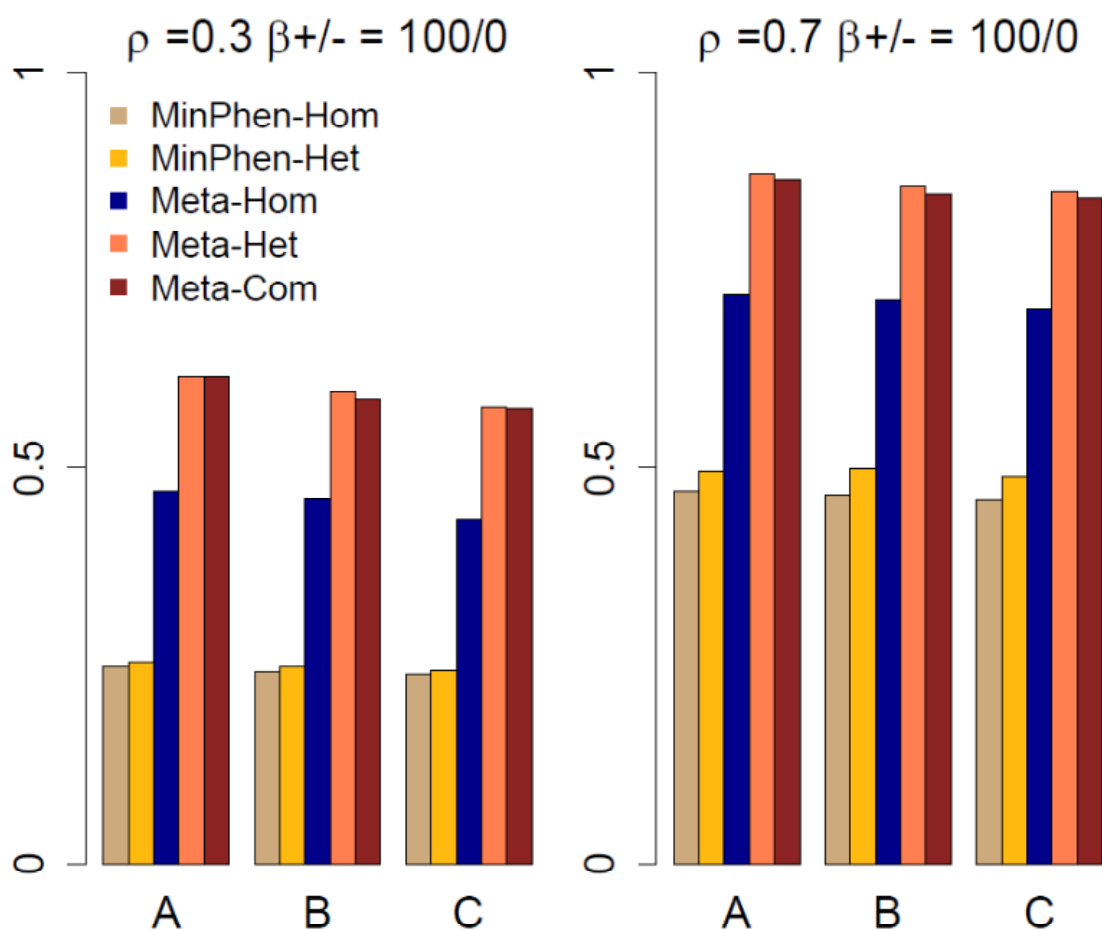 ρ =0.3 β+/- = 100/0
1
0.5
0
MinPhen-Hom
MinPhen-Het
Meta-Hom
Meta-Het
Meta-Com
A B C
ρ =0.7 β+/- = 100/0
1
0.5
0
A B C